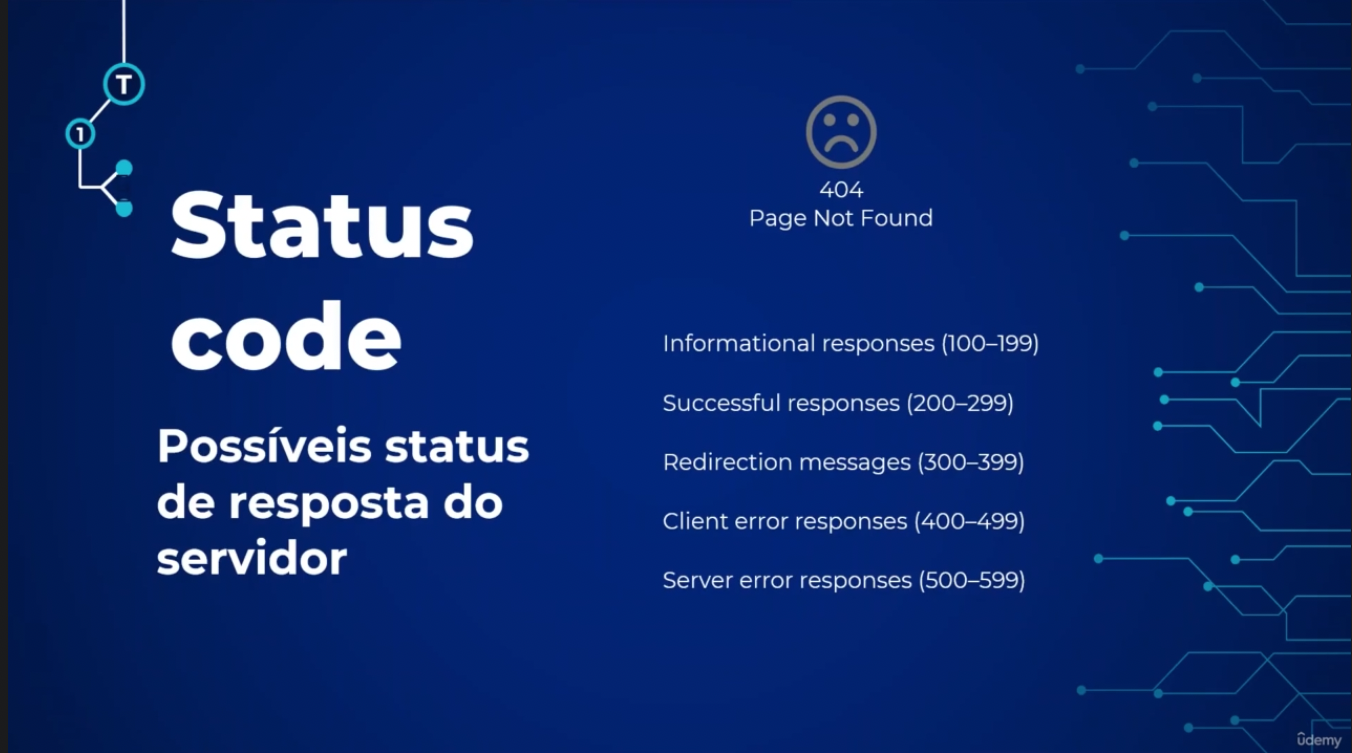 T
1
Status
code
Possíveis status
de resposta do
servidor
404
Page Not Found
Informational responses (100–199)
Successful responses (200–299)
Redirection messages (300–399)
Client error responses (400–499)
Server error responses (500–599)
ûdemy